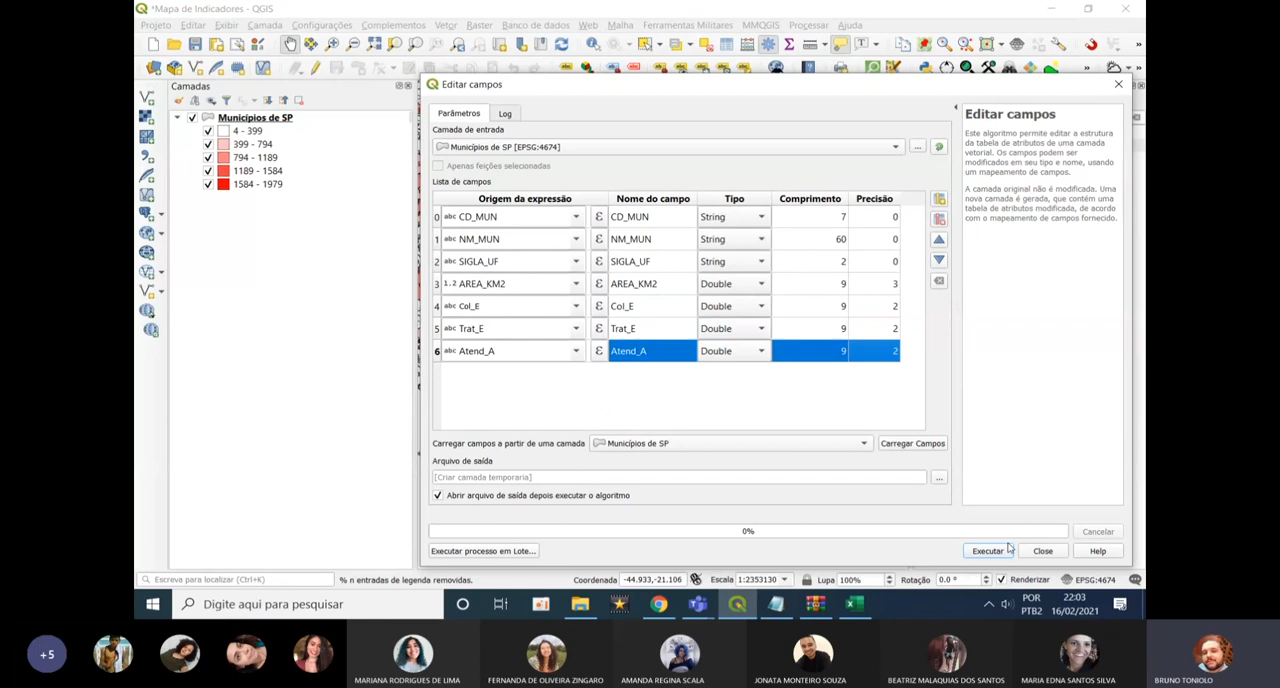 *Mapa de Indicadores - QGIS
Projeto Editar Exibir Camada Configurações Complementos Vetor Raster Banco de dados Web Malha Ferramentas Militares MMQGIS Processar Ajuda
Camadas
Municípios de SP
4 - 399
399 - 794
794 - 1189
1189 - 1584
1584 - 1979
Editar campos
Parâmetros Log
Camada de entrada
Municípios de SP [EPSG:4674]
...
Apenas feições selecionadas
Lista de campos
Origem da expressão Nome do campo Tipo Comprimento Precisão
0 abc CD_MUN ε CD_MUN String 7 0
1 abc NM_MUN ε NM_MUN String 60 0
2 abc SIGLA_UF ε SIGLA_UF String 2 0
3 1.2 AREA_KM2 ε AREA_KM2 Double 9 3
4 abc Col_E ε Col_E Double 9 2
5 abc Trat_E ε Trat_E Double 9 2
6 abc Atend_A ε Atend_A Double 9 2
Carregar campos a partir de uma camada Municípios de SP Carregar Campos
Arquivo de saída
[Criar camada temporaria] ...
Abrir arquivo de saída depois executar o algoritmo
0% Cancelar
Executar processo em Lote... Executar Close Help
Editar campos
Este algoritmo permite editar a estrutura
da tabela de atributos de uma camada
vetorial. Os campos podem ser
modificados em seu tipo e nome, usando
um mapeamento de campos.
A camada original não é modificada. Uma
nova camada é gerada, que contém uma
tabela de atributos modificada, de acordo
com o mapeamento de campos fornecido.
Escreva para localizar (Ctrl+K) % n entradas de legenda removidas. Coordenada -44.933,-21.106 Escala 1:2353130 Lupa 100% Rotação 0.0 ° Renderizar EPSG:4674
Digite aqui para pesquisar
POR
PTB2
22:03
16/02/2021
+5
MARIANA RODRIGUES DE LIMA
FERNANDA DE OLIVEIRA ZINGARO
AMANDA REGINA SCALA
JONATA MONTEIRO SOUZA
BEATRIZ MALAQUIAS DOS SANTOS
MARIA EDNA SANTOS SILVA
BRUNO TONIOLO